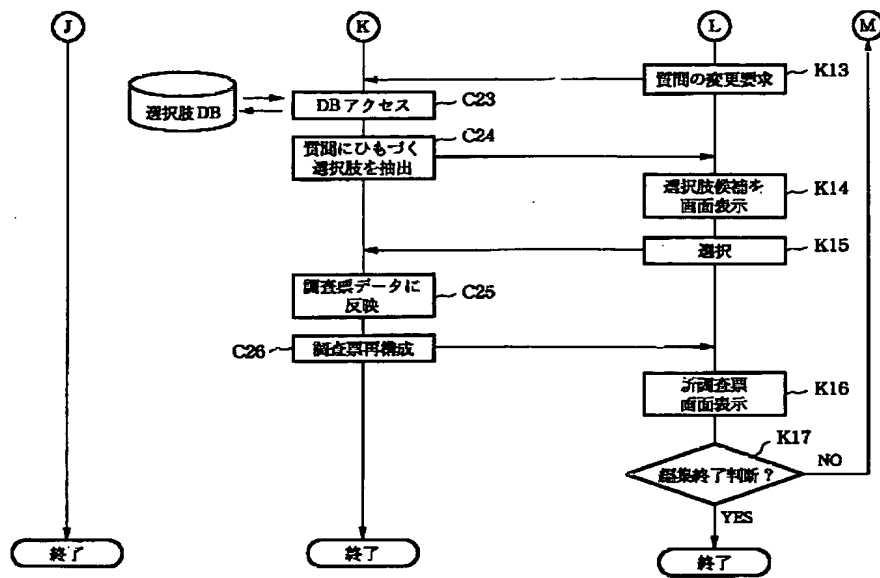 J
K
L
M
質問の変更要求
K13
選択肢 DB
DB アクセス
C23
質問にひもづく
選択肢を抽出
C24
選択肢候補を
画面表示
K14
選択
K15
調査票データに
反映
C25
C26
調査票再構成
新調査票
画面表示
K16
K17
編集終了判断？
NO
YES
終了
終了
終了